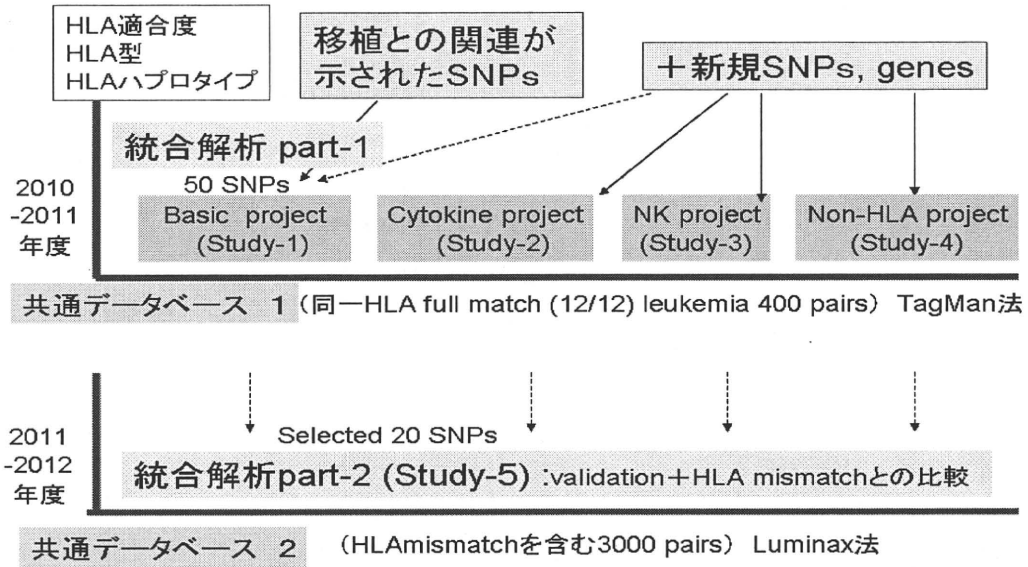 HLA適合度
HLA型
HLAハプロタイプ
移植との関連が
示されたSNPs
＋新規SNPs, genes
統合解析 part-1
50 SNPs
2010
-2011
年度
Basic project
(Study-1)
Cytokine project
(Study-2)
NK project
(Study-3)
Non-HLA project
(Study-4)
共通データベース 1 (同一HLA full match (12/12) leukemia 400 pairs) TagMan法
2011
-2012
年度
Selected 20 SNPs
統合解析part-2 (Study-5) :validation＋HLA mismatchとの比較
共通データベース 2 (HLAmismatchを含む3000 pairs) Luminax法